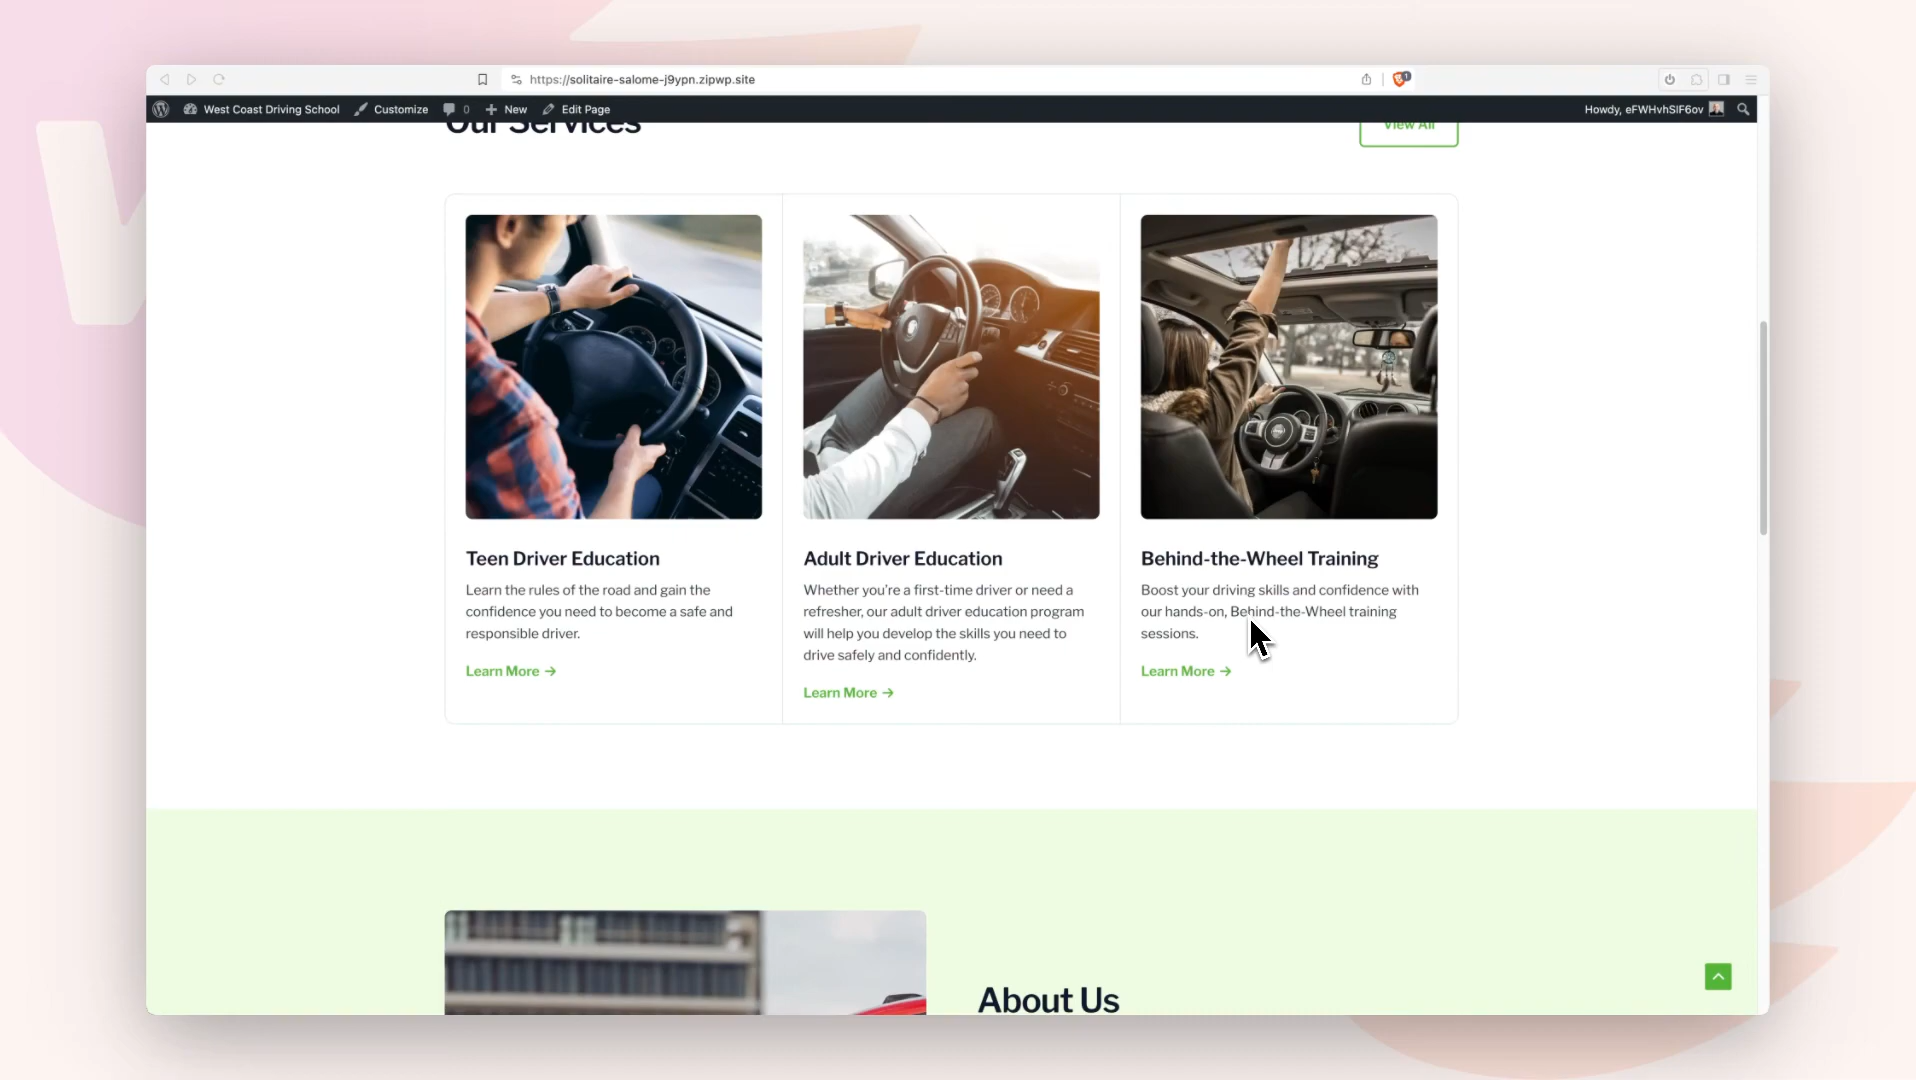 https://solitaire-salome-j9ypn.zipwp.site
1
West Coast Driving School
Customize
0
New
Edit Page
Howdy, eFWHvhSlF6ov
Our Services
View All
Teen Driver Education
Learn the rules of the road and gain the
confidence you need to become a safe and
responsible driver.
Learn More →
Adult Driver Education
Whether you're a first-time driver or need a
refresher, our adult driver education program
will help you develop the skills you need to
drive safely and confidently.
Learn More →
Behind-the-Wheel Training
Boost your driving skills and confidence with
our hands-on, Behind-the-Wheel training
sessions.
Learn More →
About Us